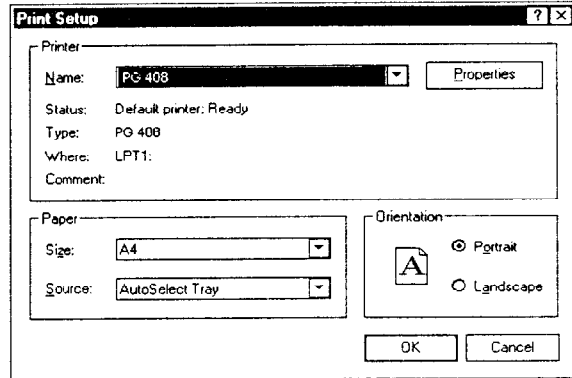 Print Setup
Printer
Name: PG 408 Properties
Status: Default printer; Ready
Type: PG 408
Where: LPT1:
Comment:
Paper
Size: A4
Source: AutoSelect Tray
Orientation
A
Portrait
Landscape
OK Cancel